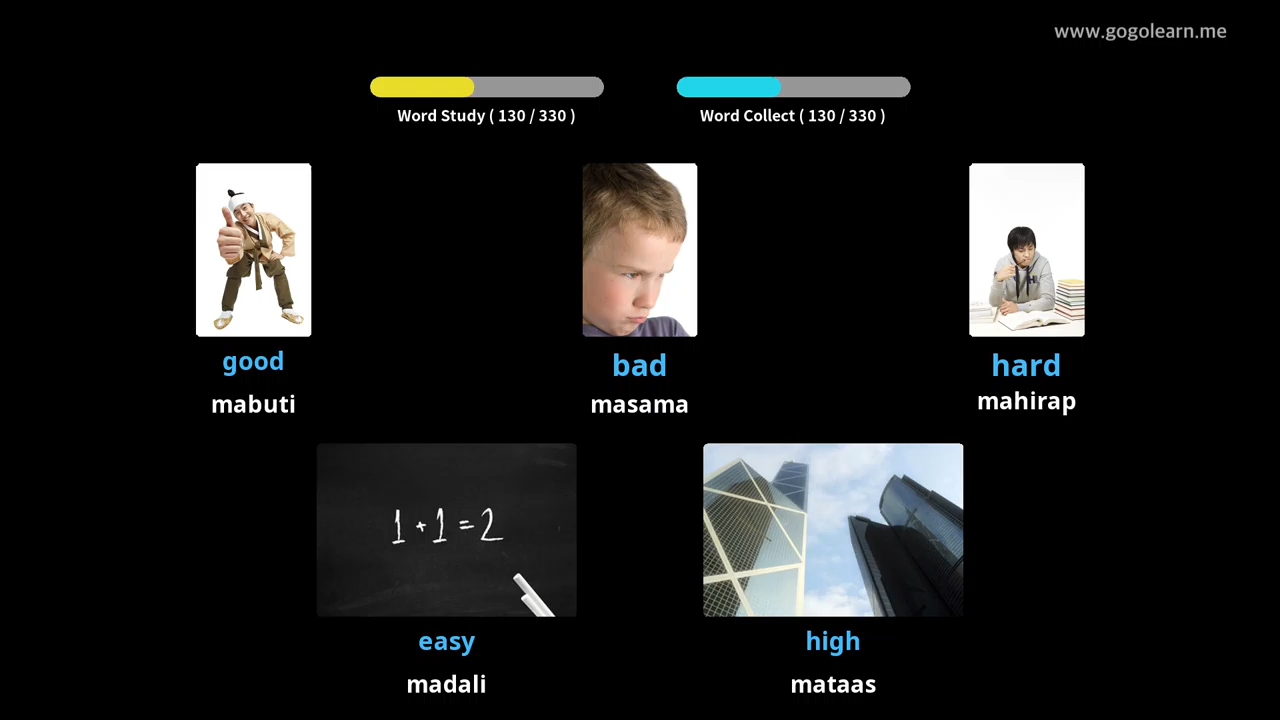 www.gogolearn.me
Word Study ( 130 / 330 )
Word Collect ( 130 / 330 )
good
mabuti
bad
masama
hard
mahirap
1 + 1 = 2
easy
madali
high
mataas